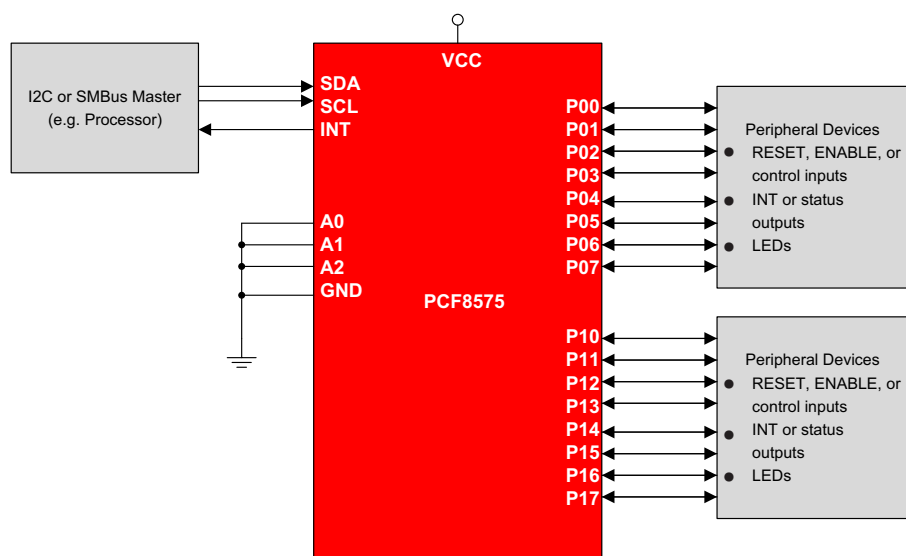 I2C or SMBus Master
(e.g. Processor)
VCC
SDA
SCL
INT
A0
A1
A2
GND
PCF8575
P00
P01
P02
P03
P04
P05
P06
P07
P10
P11
P12
P13
P14
P15
P16
P17
Peripheral Devices
● RESET, ENABLE, or
control inputs
● INT or status
outputs
● LEDs
Peripheral Devices
● RESET, ENABLE, or
control inputs
● INT or status
outputs
● LEDs